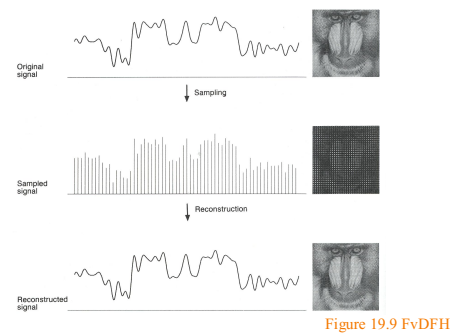 Original
signal
Sampling
Sampled
signal
Reconstruction
Reconstructed
signal
Figure 19.9 FvDFH